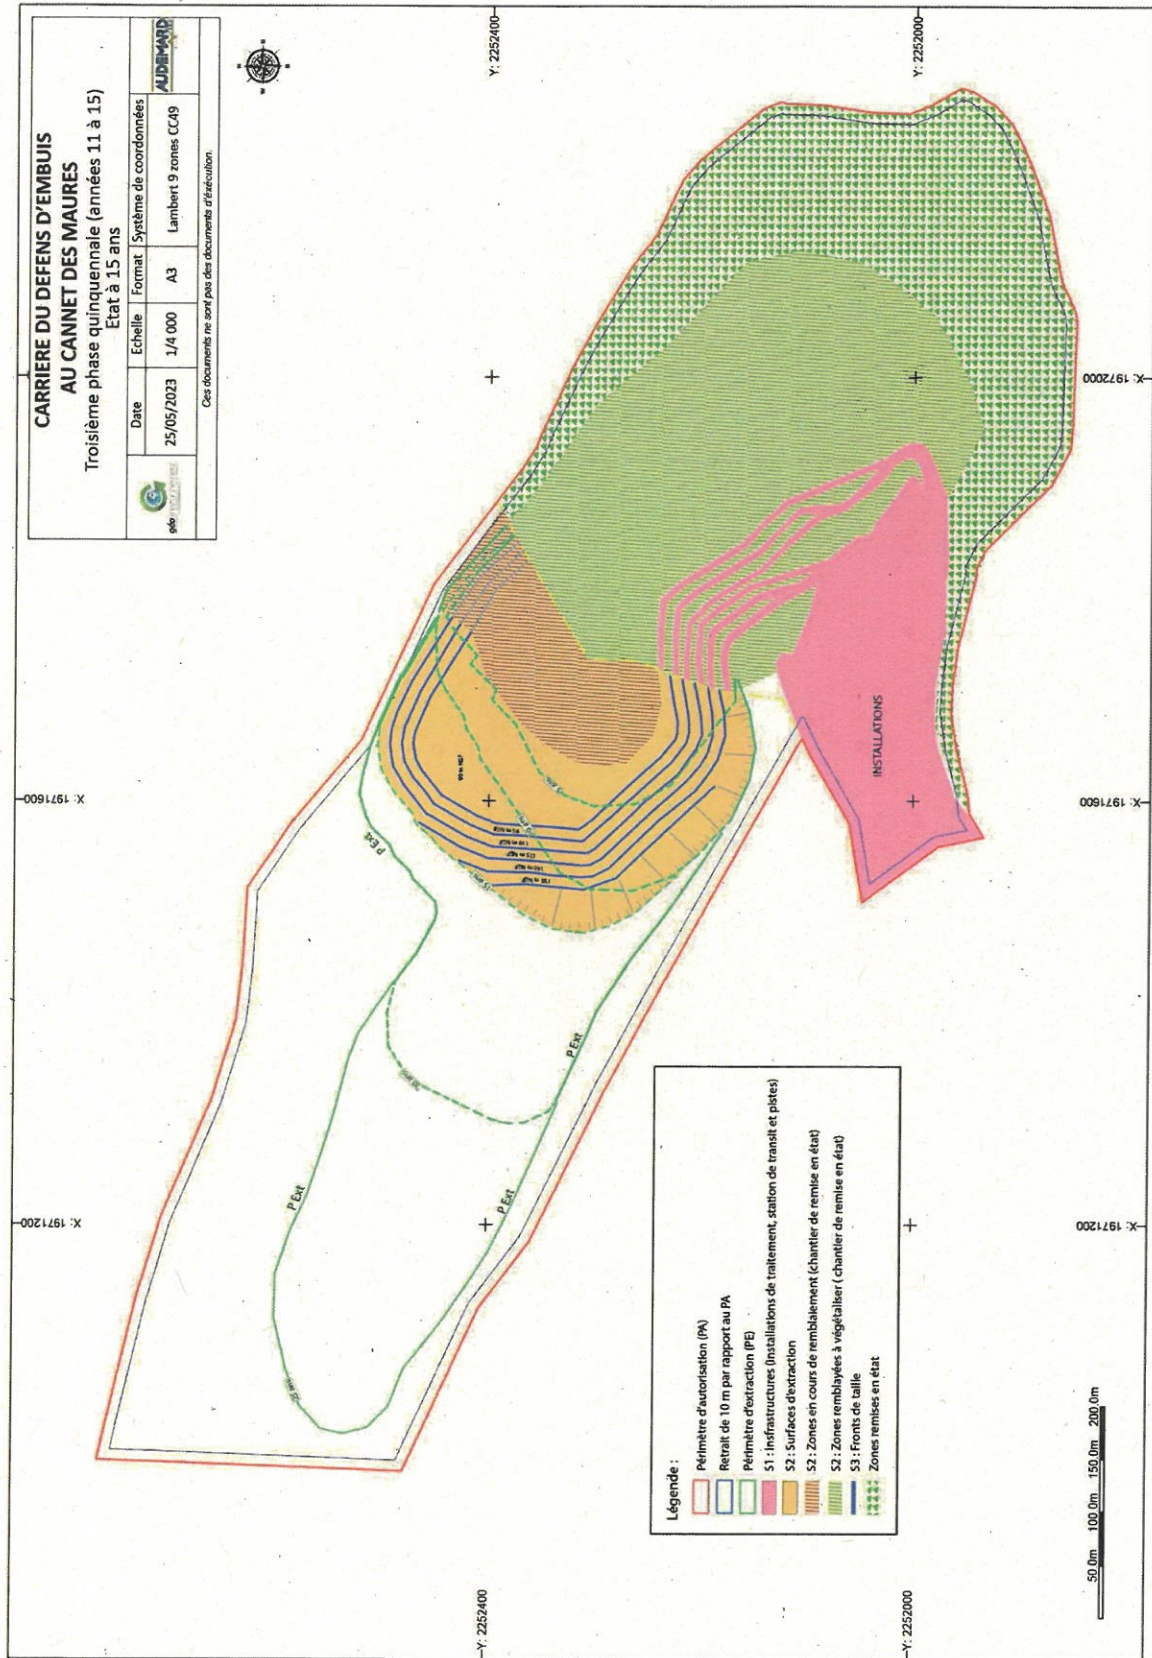 CARRIERE DU DEFENS D'EMBUIS
AU CANNET DES MAURES
Troisième phase quinquennale (années 11 à 15)
Etat à 15 ans
Date
Echelle
Format
Système de coordonnées
AUDEMARD
25/05/2023
1/4 000
A3
Lambert 9 zones CC49
Ces documents ne sont pas des documents d'éxécution.
Y: 2252400
Y: 2252000
X: 1972000
X: 1971600
X: 1971600
X: 1971200
X: 1971200
Y: 2252400
Y: 2252000
P Ext
P Ext
P Ext
P Ext
INSTALLATIONS
Légende :
Périmètre d'autorisation (PA)
Retrait de 10 m par rapport au PA
Périmètre d'extraction (PE)
S1 : Insfrastructures (installations de traitement, station de transit et pistes)
S2 : Surfaces d'extraction
S2 : Zones en cours de remblaiement (chantier de remise en état)
S2 : Zones remblayées à végétaliser ( chantier de remise en état)
S3 : Fronts de taille
Zones remises en état
50.0m 100.0m 150.0m 200.0m